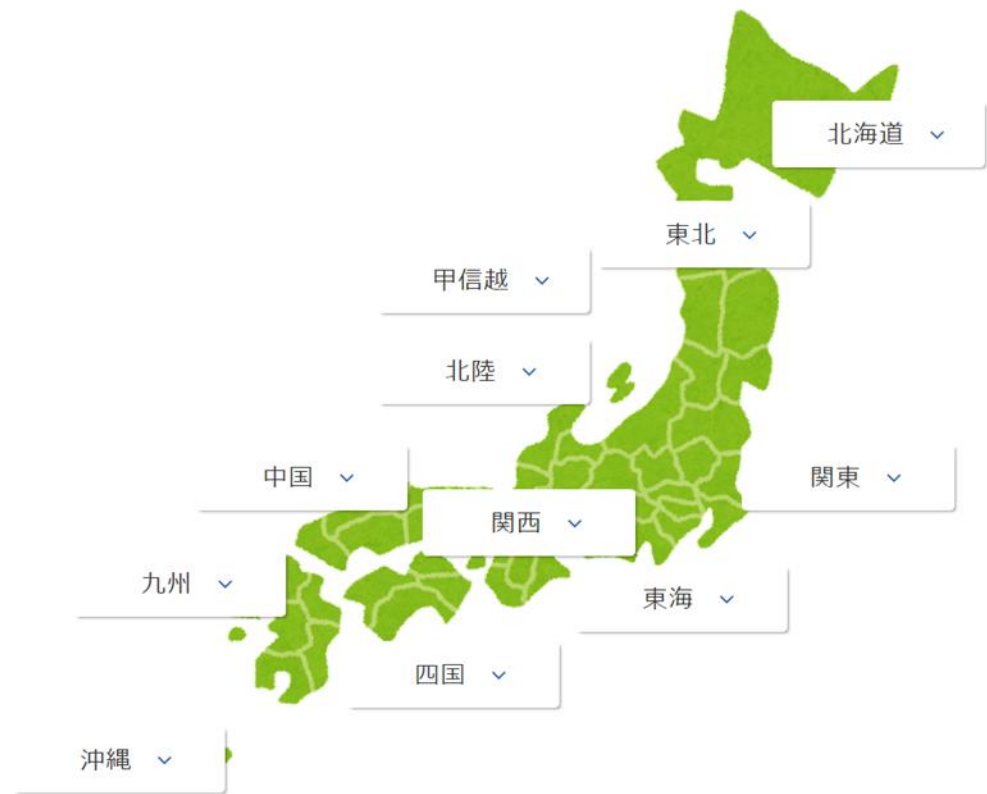 北海道
東北
甲信越
北陸
中国
関東
関西
九州
東海
四国
沖縄